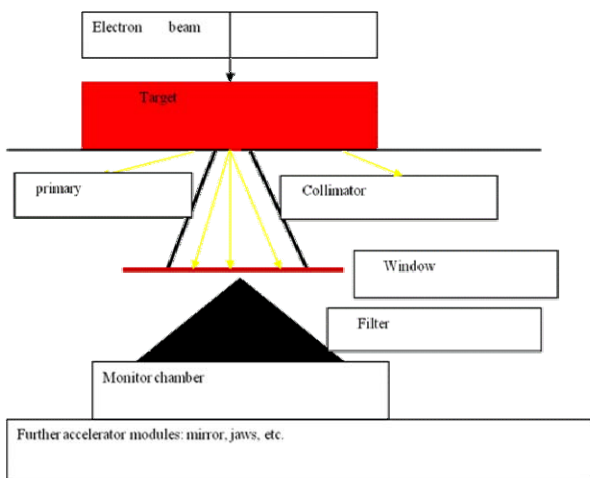 Electron beam
Target
primary
Collimator
Window
Filter
Monitor chamber
Further accelerator modules: mirror, jaws, etc.